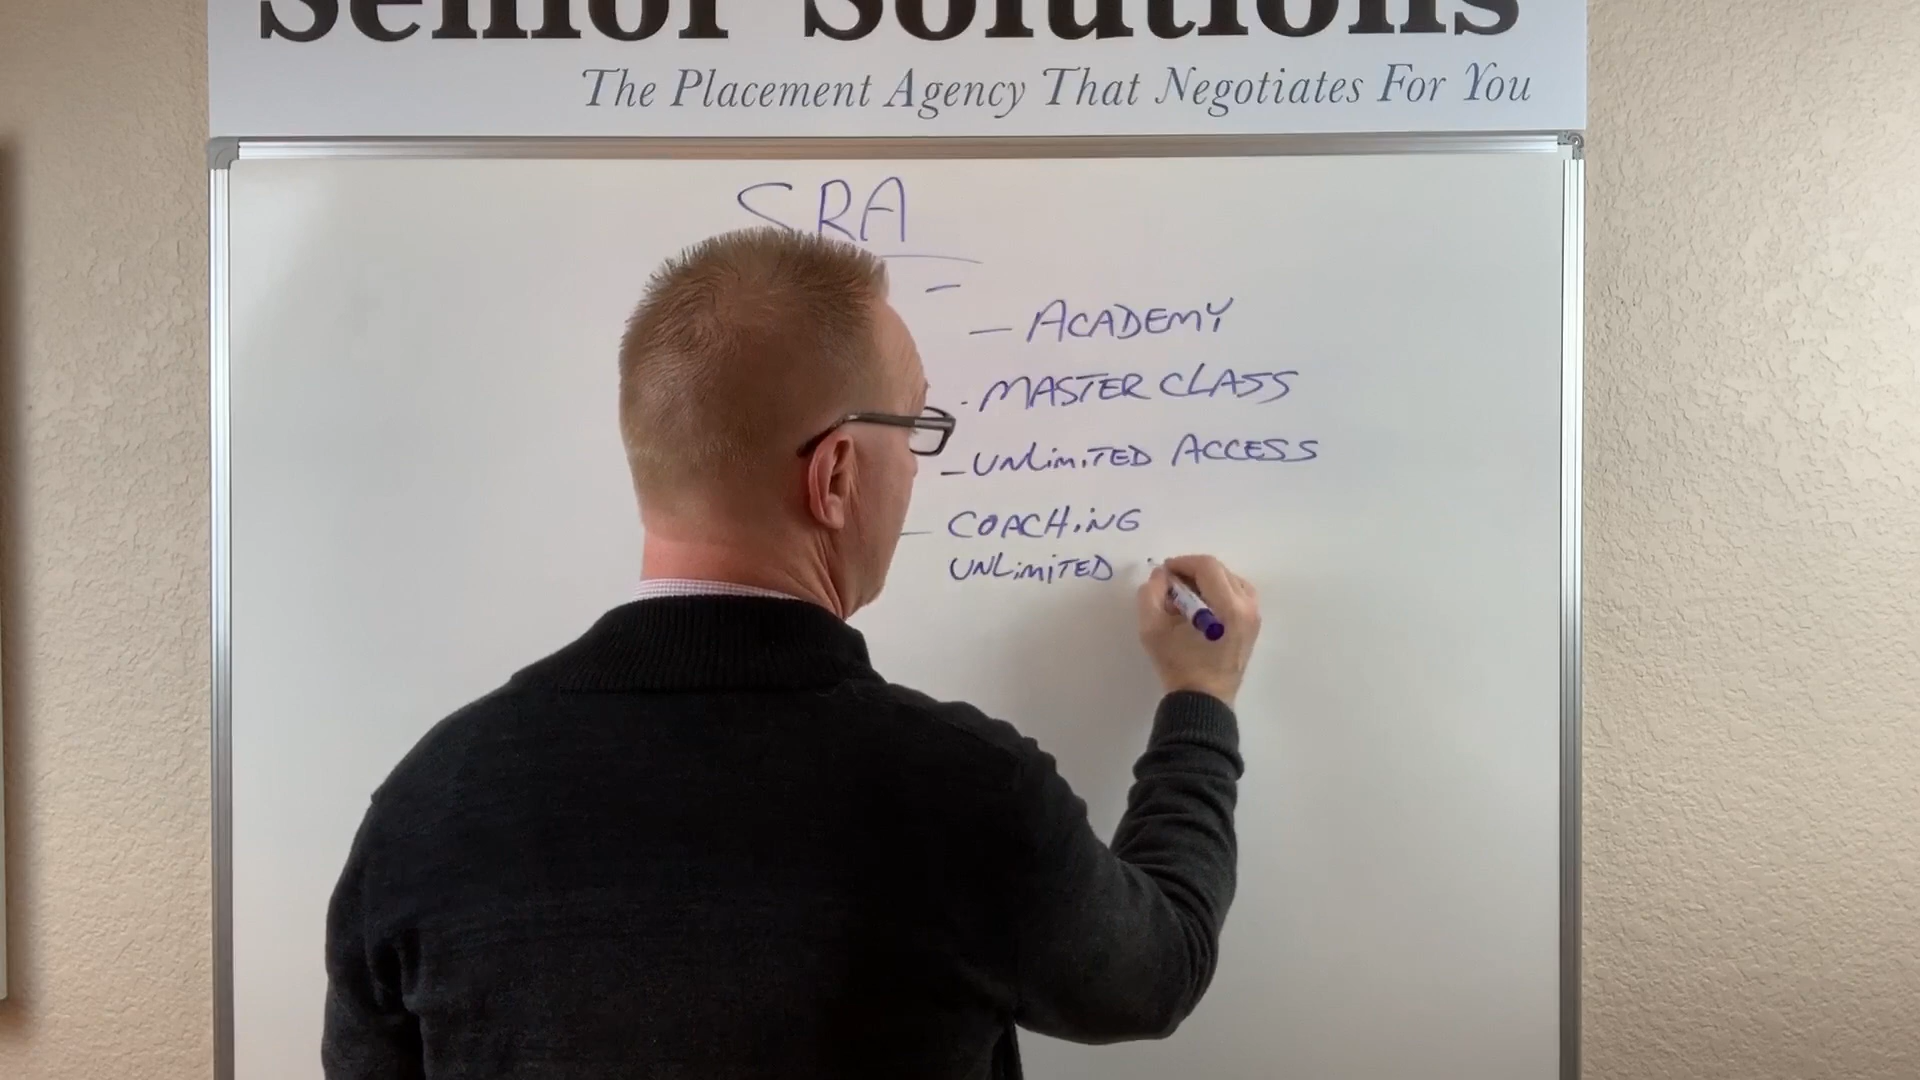 Senior Solutions
The Placement Agency That Negotiates For You
SRA
- ACADEMY
. MASTER CLASS
- UNLIMITED ACCESS
- COACHING
UNLIMITED